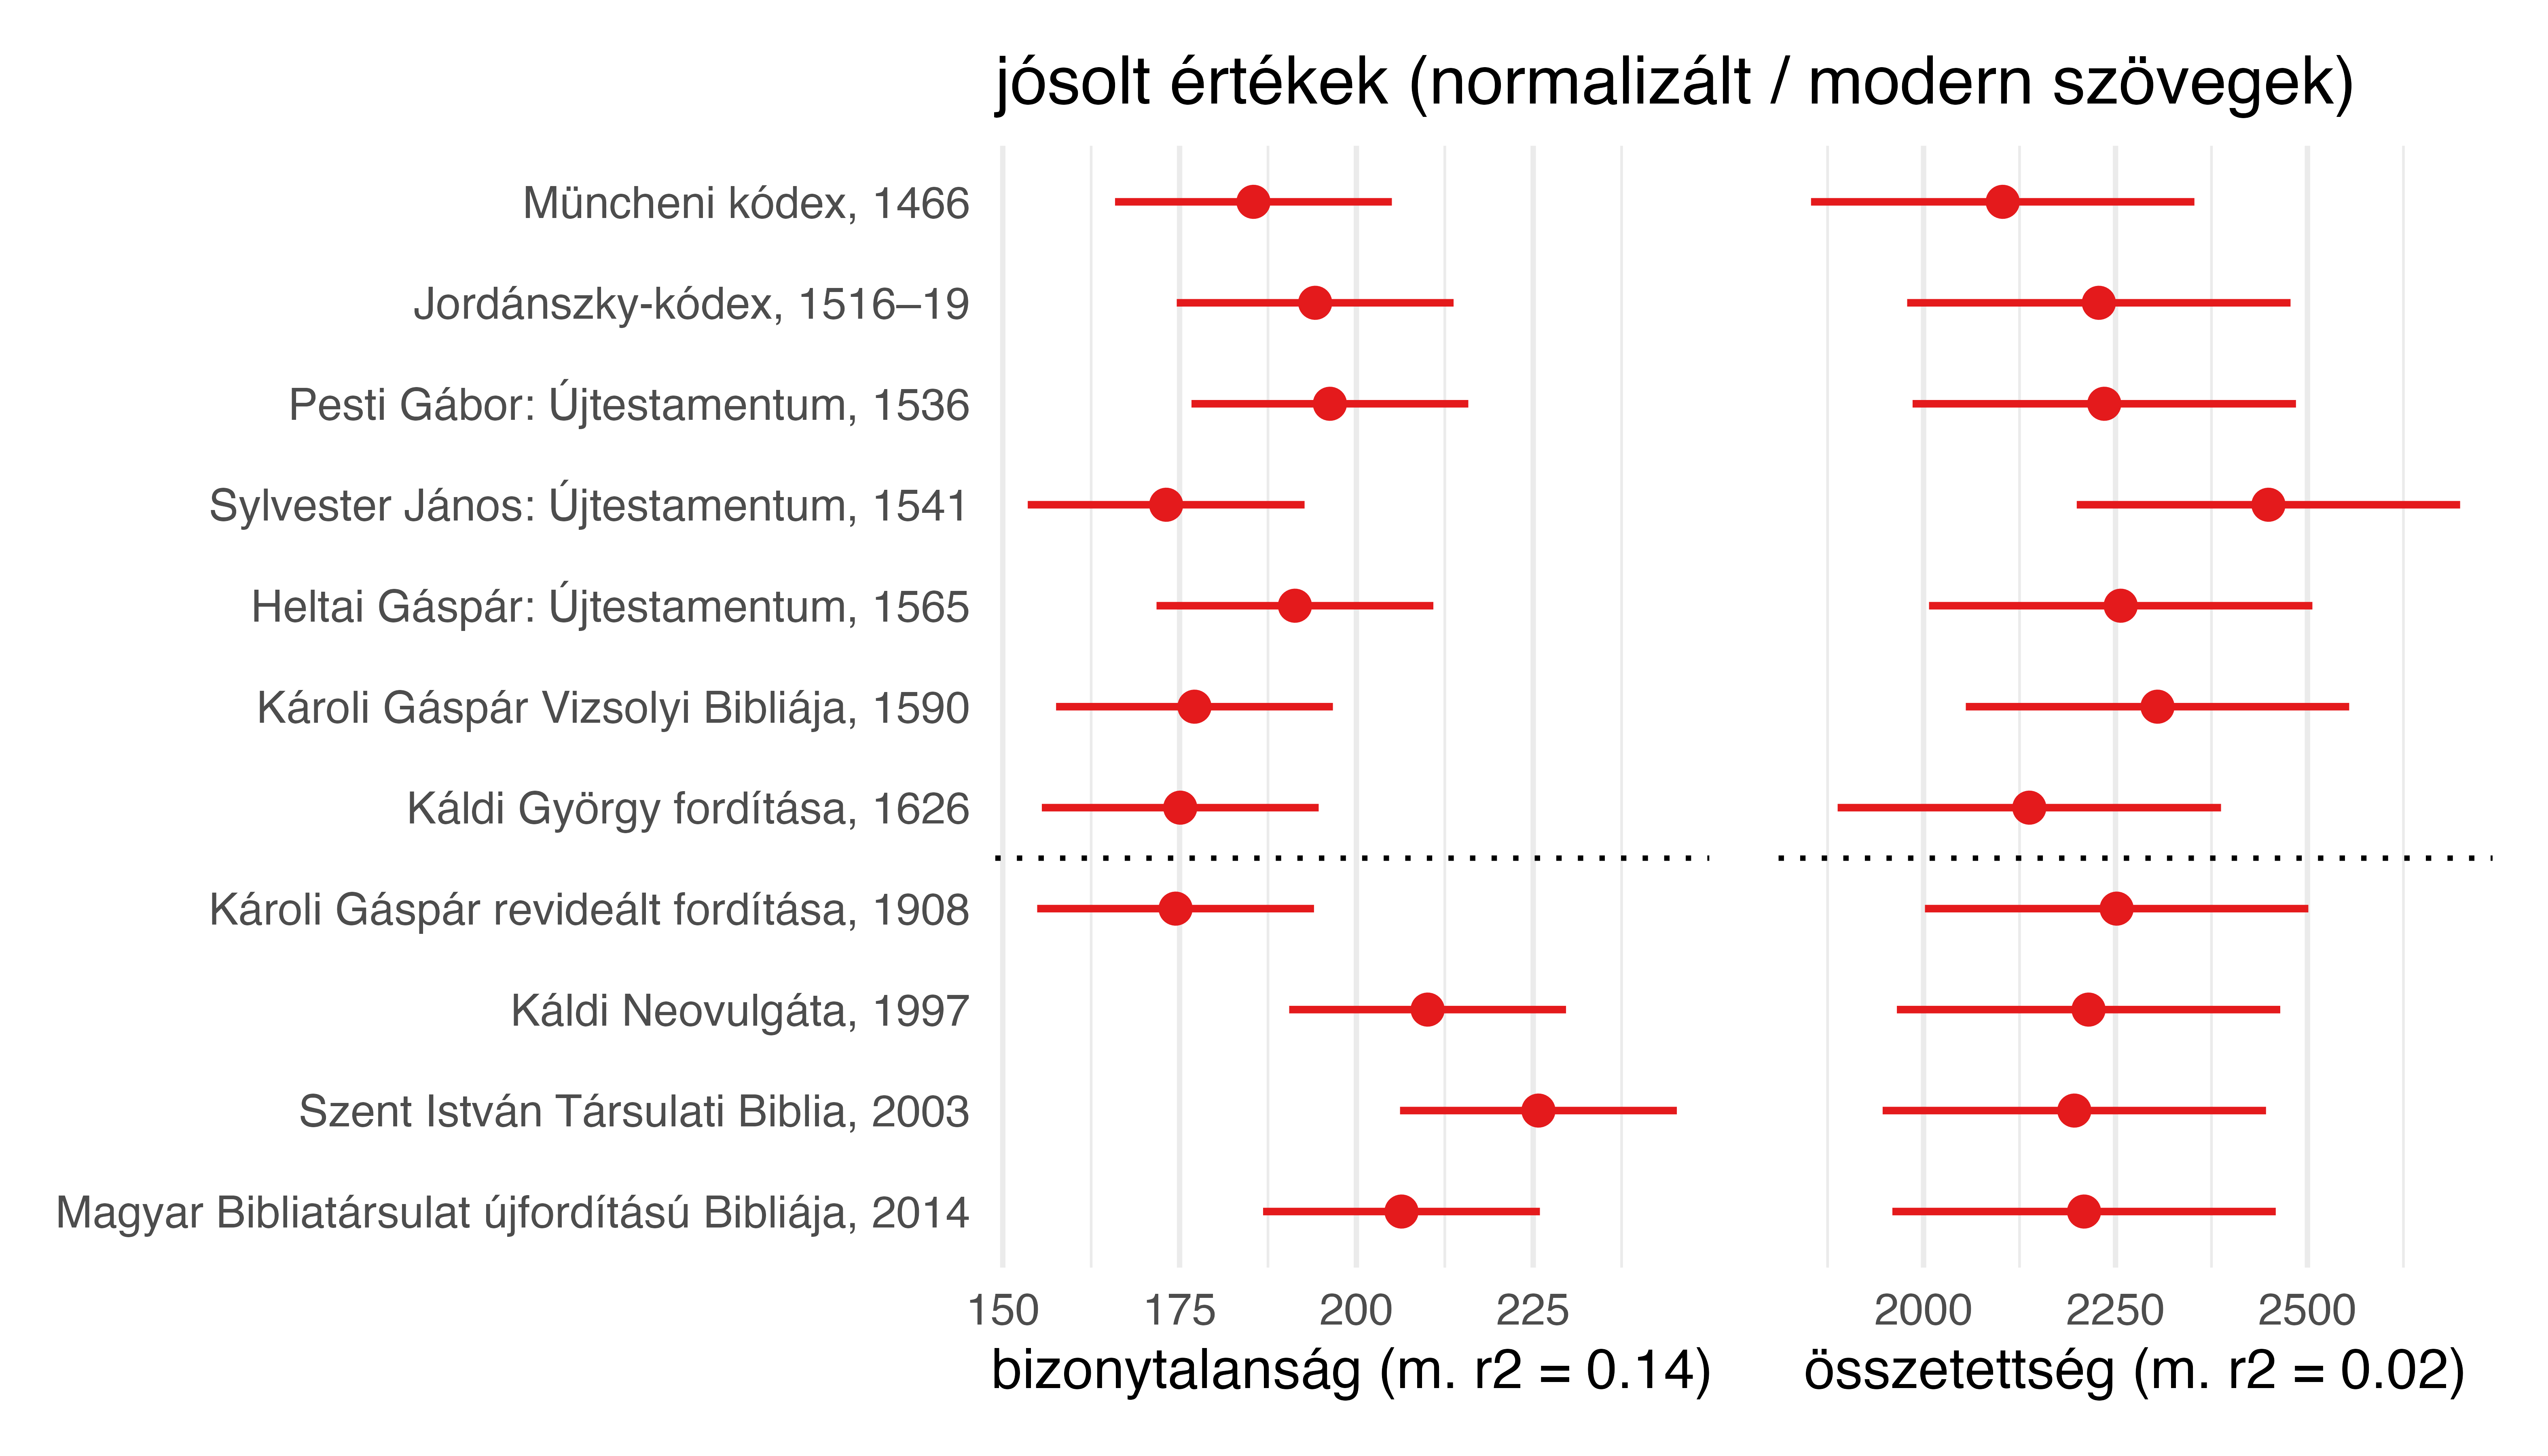 jósolt értékek (normalizált / modern szövegek)
Müncheni kódex, 1466
Jordánszky-kódex, 1516–19
Pesti Gábor: Újtestamentum, 1536
Sylvester János: Újtestamentum, 1541
Heltai Gáspár: Újtestamentum, 1565
Károli Gáspár Vizsolyi Bibliája, 1590
Káldi György fordítása, 1626
Károli Gáspár revideált fordítása, 1908
Káldi Neovulgáta, 1997
Szent István Társulati Biblia, 2003
Magyar Bibliatársulat újfordítású Bibliája, 2014
150 175 200 225 2000 2250 2500
bizonytalanság (m. r2 = 0.14) összetettség (m. r2 = 0.02)